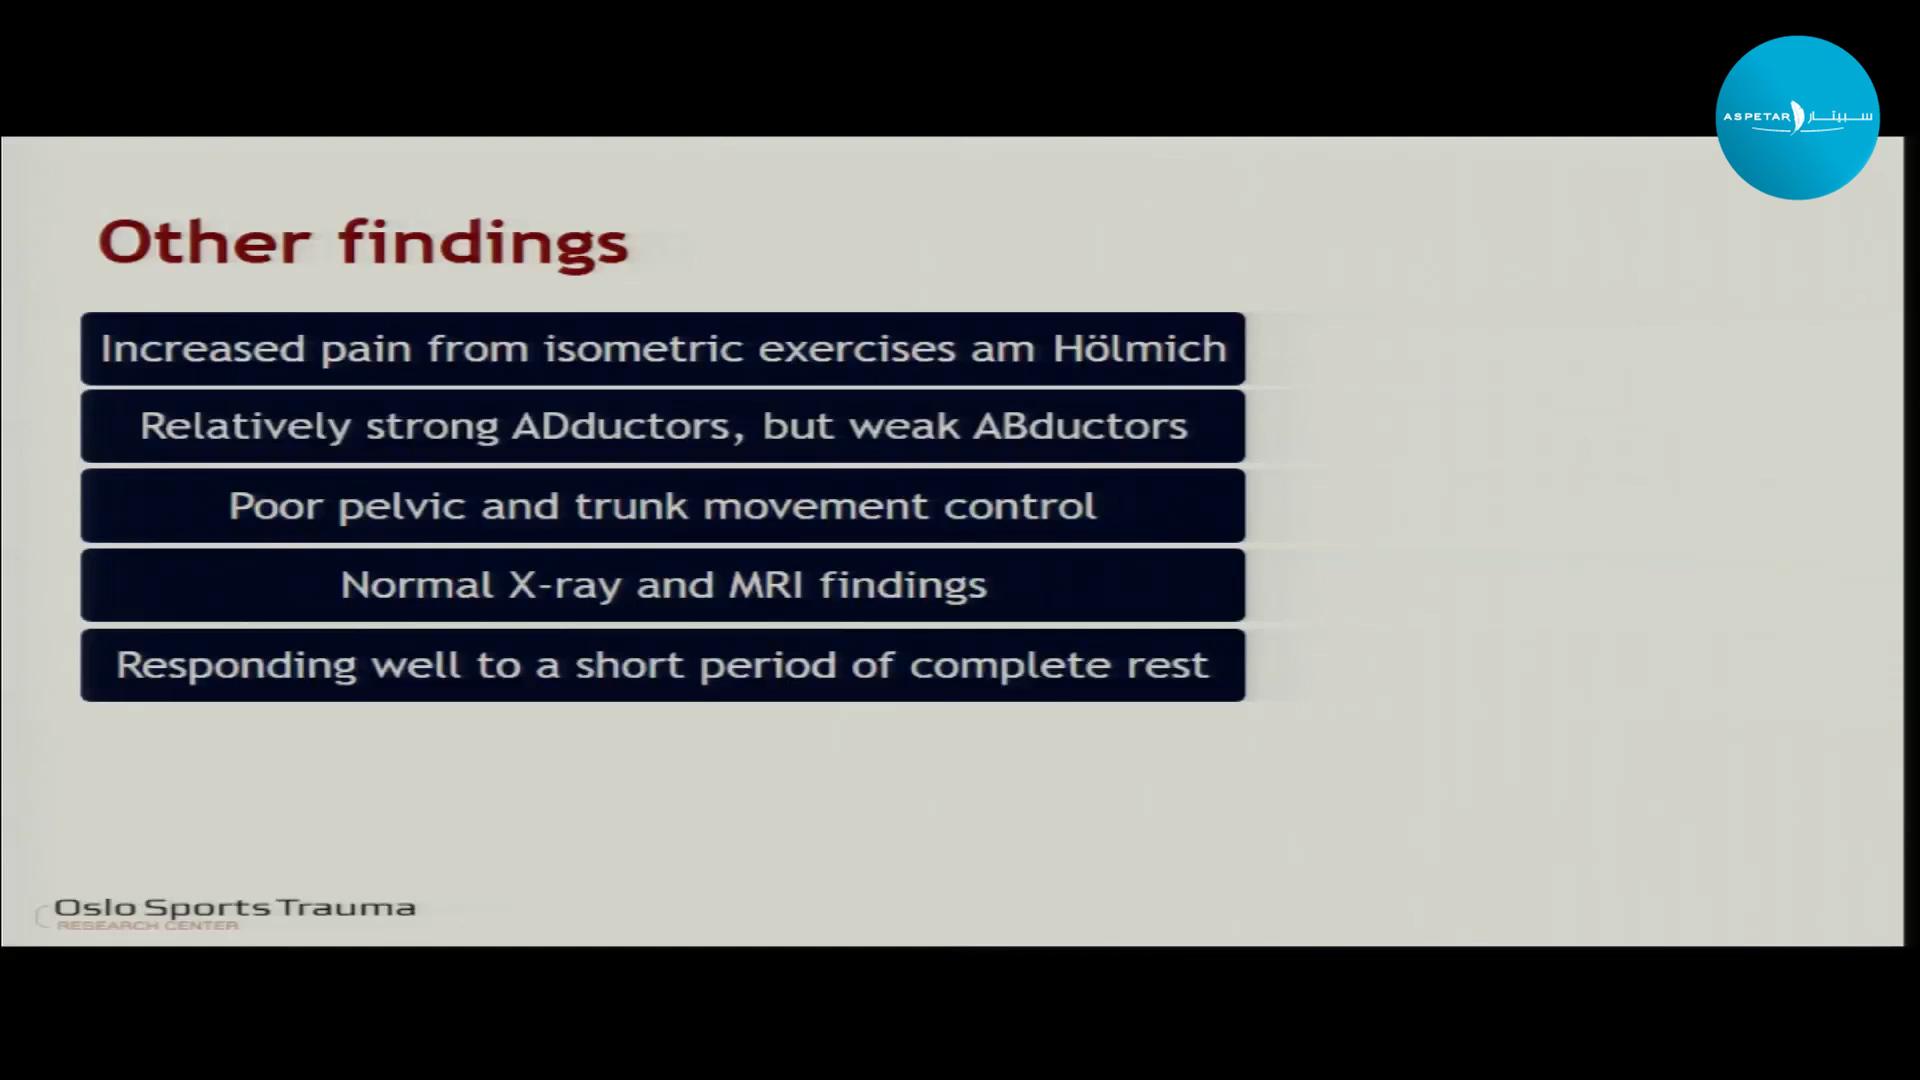 ASPETAR سبيتار
Other findings
Increased pain from isometric exercises am Hölmich
Relatively strong ADductors, but weak ABductors
Poor pelvic and trunk movement control
Normal X-ray and MRI findings
Responding well to a short period of complete rest
Oslo Sports Trauma
RESEARCH CENTER